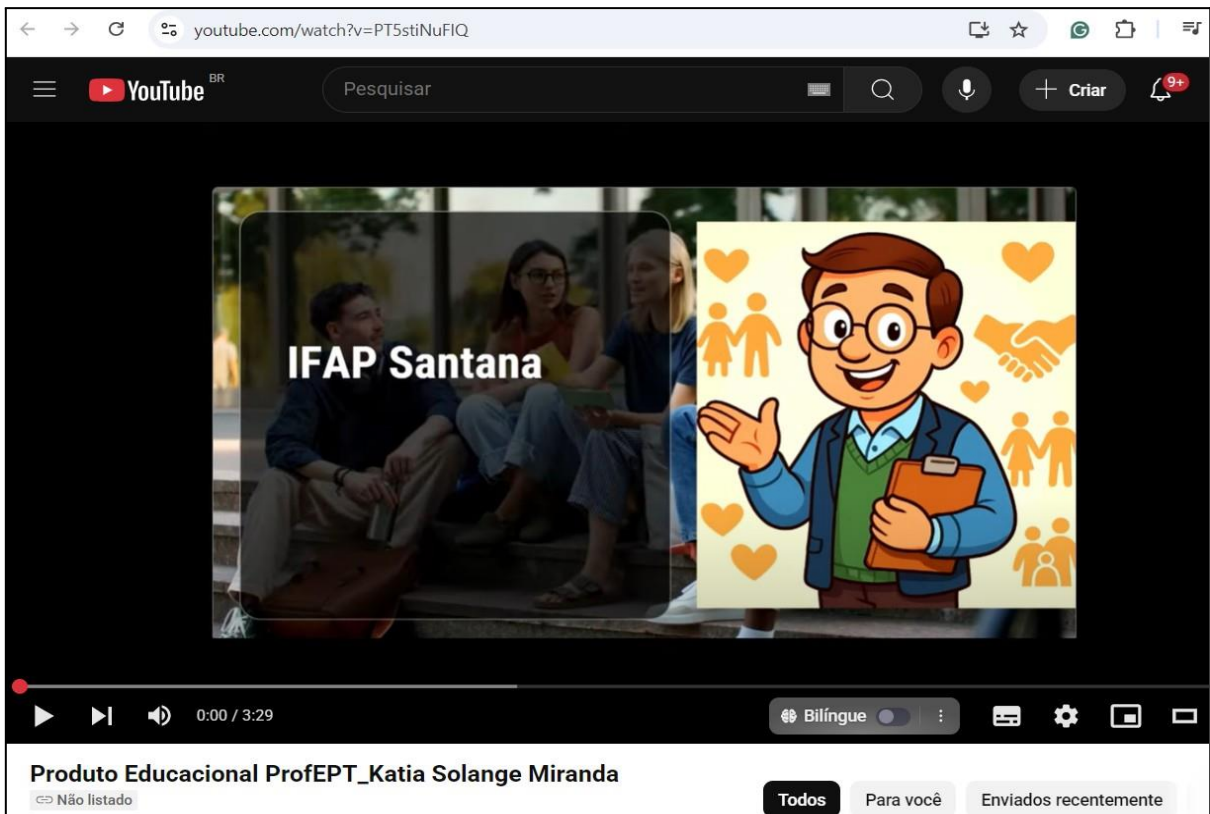 youtube.com/watch?v=PT5stiNuFIQ
YouTube BR
Pesquisar
Criar
9+
IFAP Santana
0:00 / 3:29
Bilíngue
Produto Educacional ProfEPT_Katia Solange Miranda
Não listado
Todos
Para você
Enviados recentemente